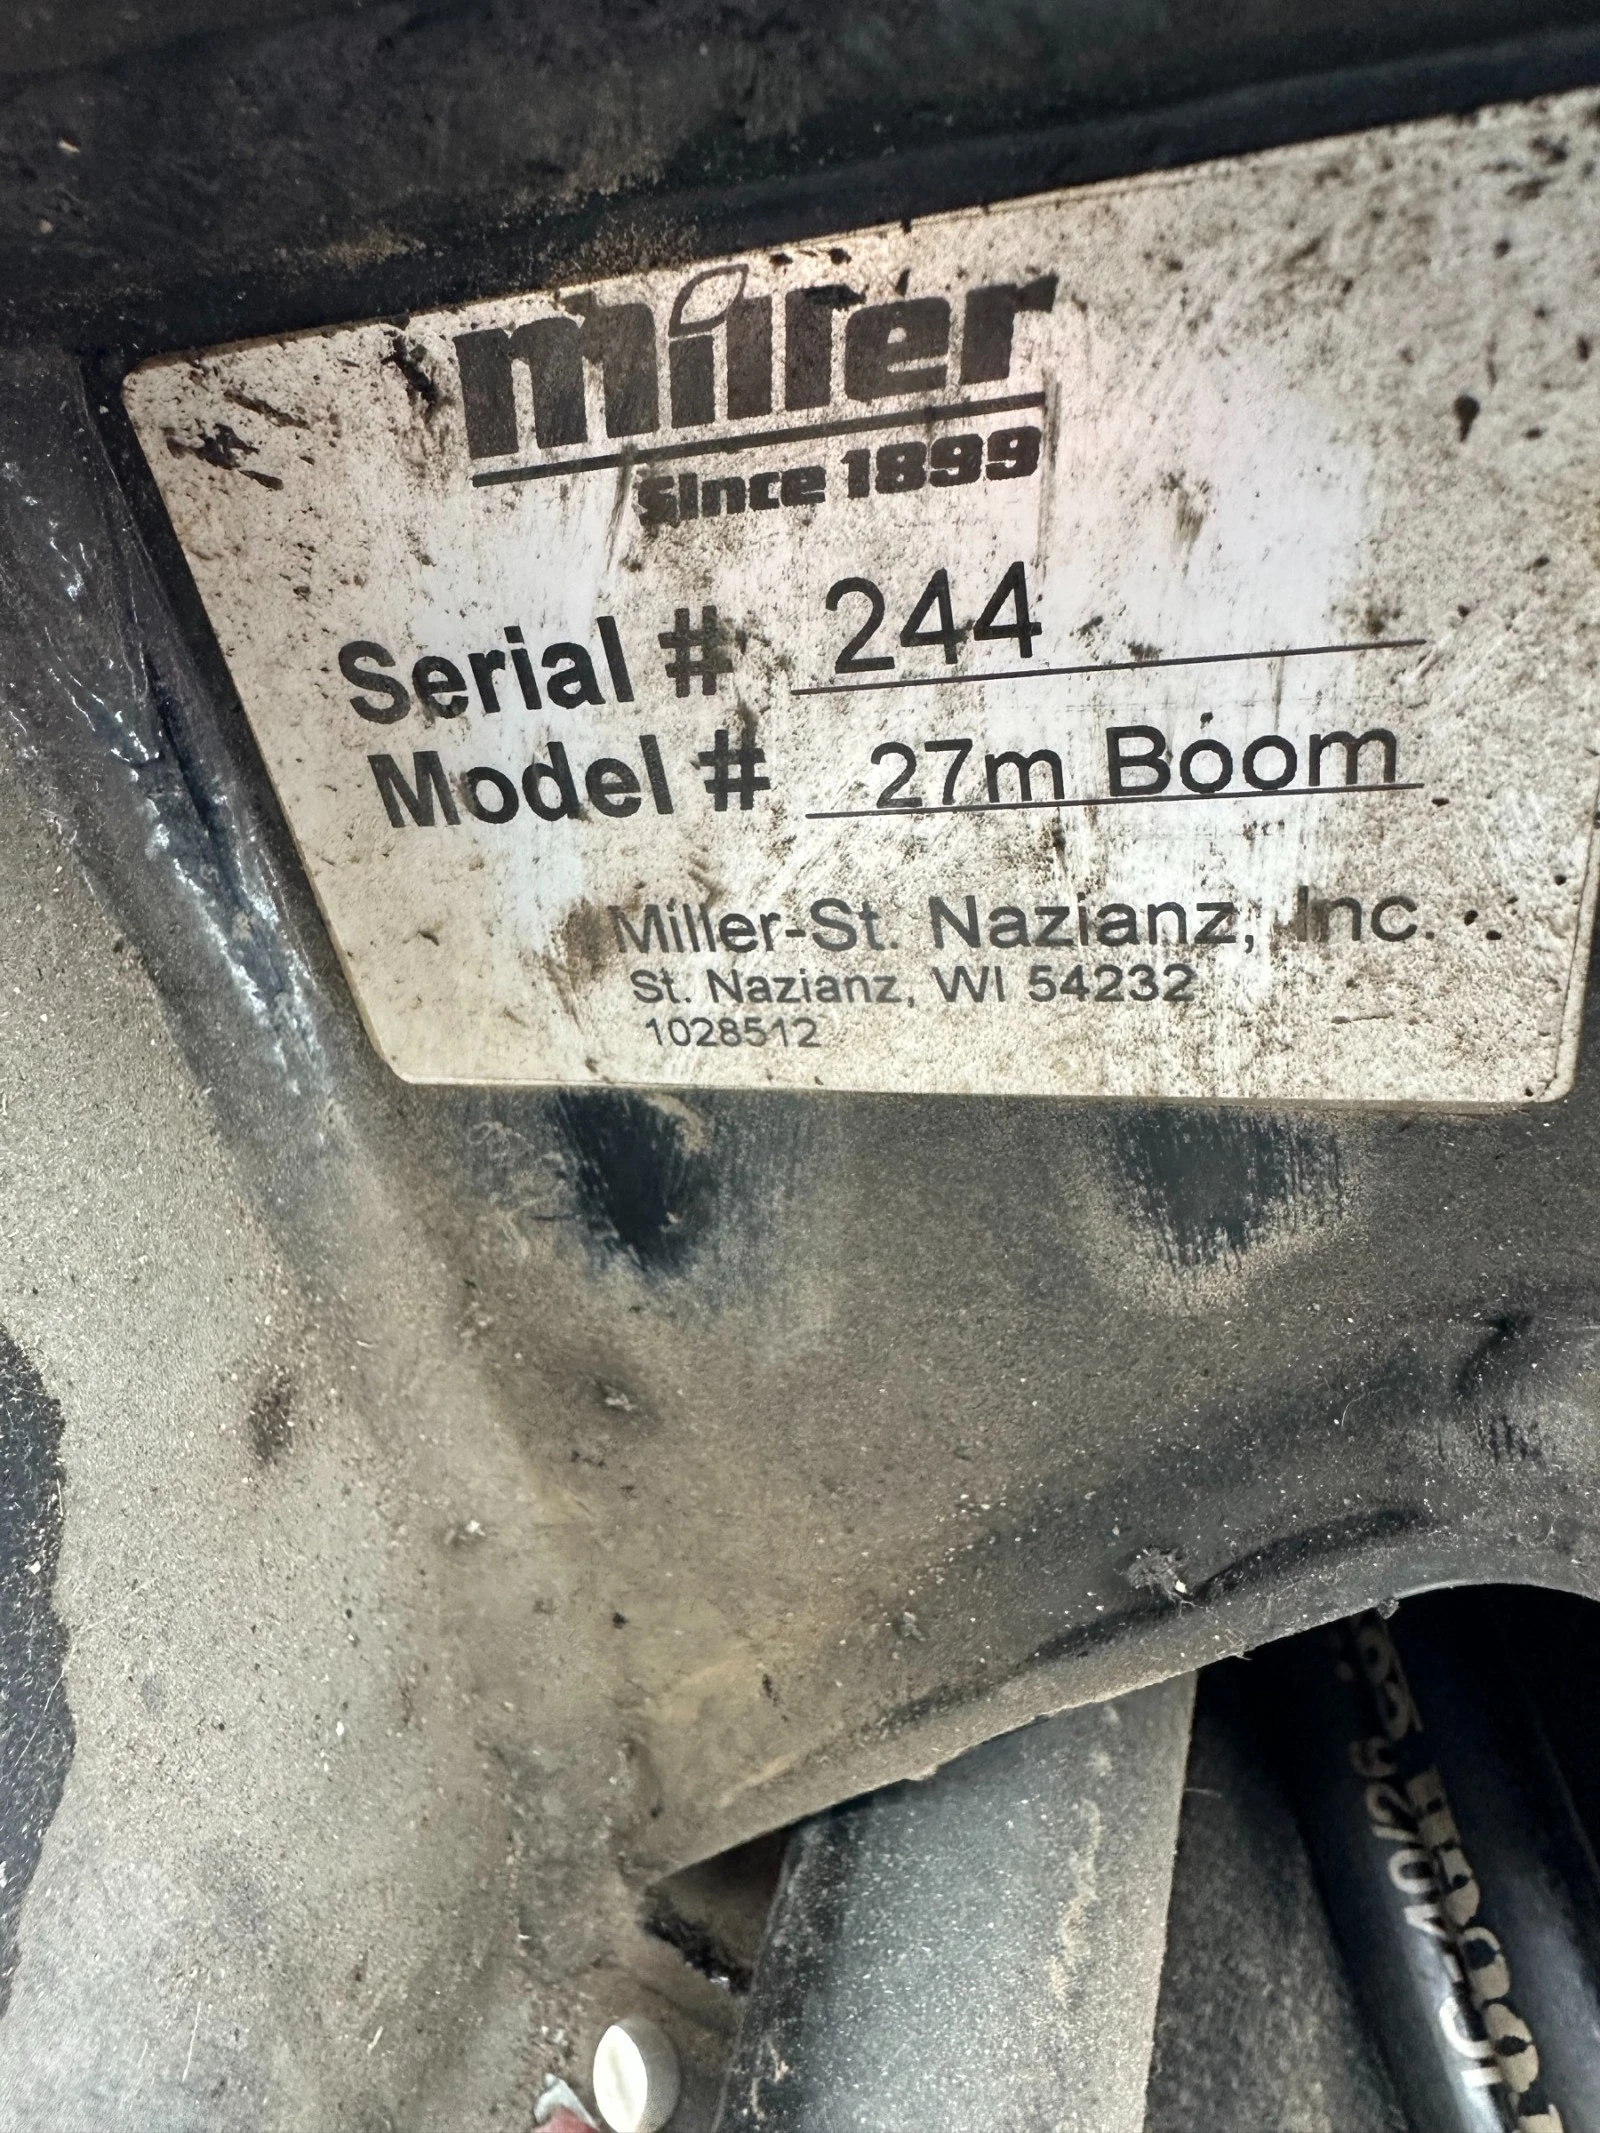 miller
Since 1899
Serial # 244
Model # 27m Boom
Miller-St. Nazianz, Inc.
St. Nazianz, WI 54232
1028512